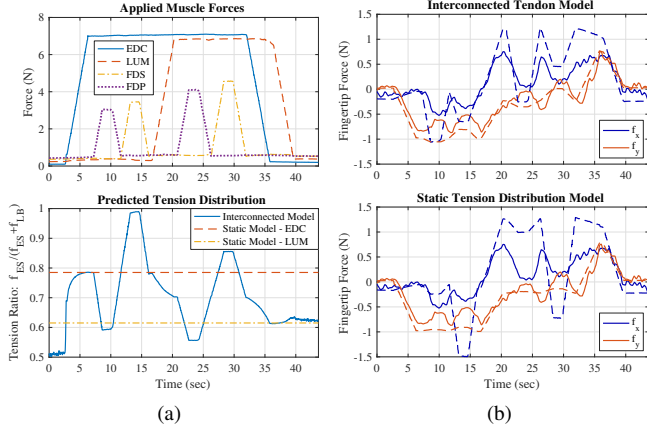 Applied Muscle Forces
Force (N)
8
6
4
2
0
EDC
LUM
FDS
FDP
0 5 10 15 20 25 30 35 40
Predicted Tension Distribution
Tension Ratio: f_ES/(f_ES+f_LB)
1.0
0.9
0.8
0.7
0.6
0.5
Interconnected Model
Static Model - EDC
Static Model - LUM
0 5 10 15 20 25 30 35 40
Time (sec)
(a)
Interconnected Tendon Model
Fingertip Force (N)
1.5
1
0.5
0
-0.5
-1
-1.5
f_x
f_y
0 5 10 15 20 25 30 35 40
Static Tension Distribution Model
Fingertip Force (N)
1.5
1
0.5
0
-0.5
-1
-1.5
f_x
f_y
0 5 10 15 20 25 30 35 40
Time (sec)
(b)